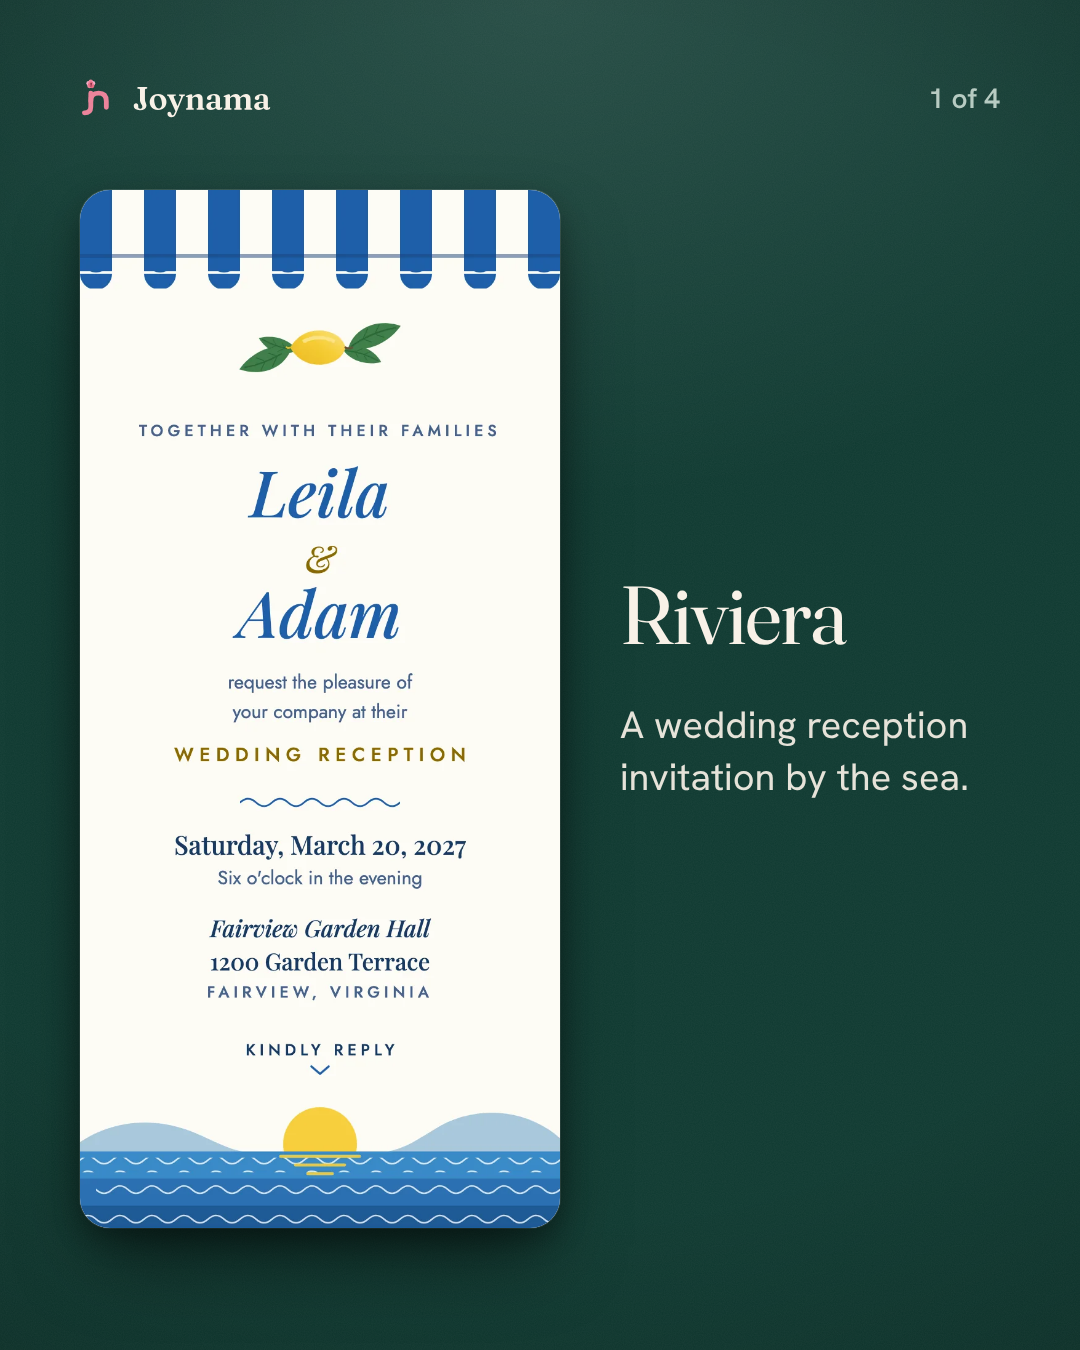 Joynama
1 of 4
TOGETHER WITH THEIR FAMILIES
Leila
&
Adam
request the pleasure of
your company at their
WEDDING RECEPTION
Saturday, March 20, 2027
Six o'clock in the evening
Fairview Garden Hall
1200 Garden Terrace
FAIRVIEW, VIRGINIA
KINDLY REPLY
Riviera
A wedding reception
invitation by the sea.